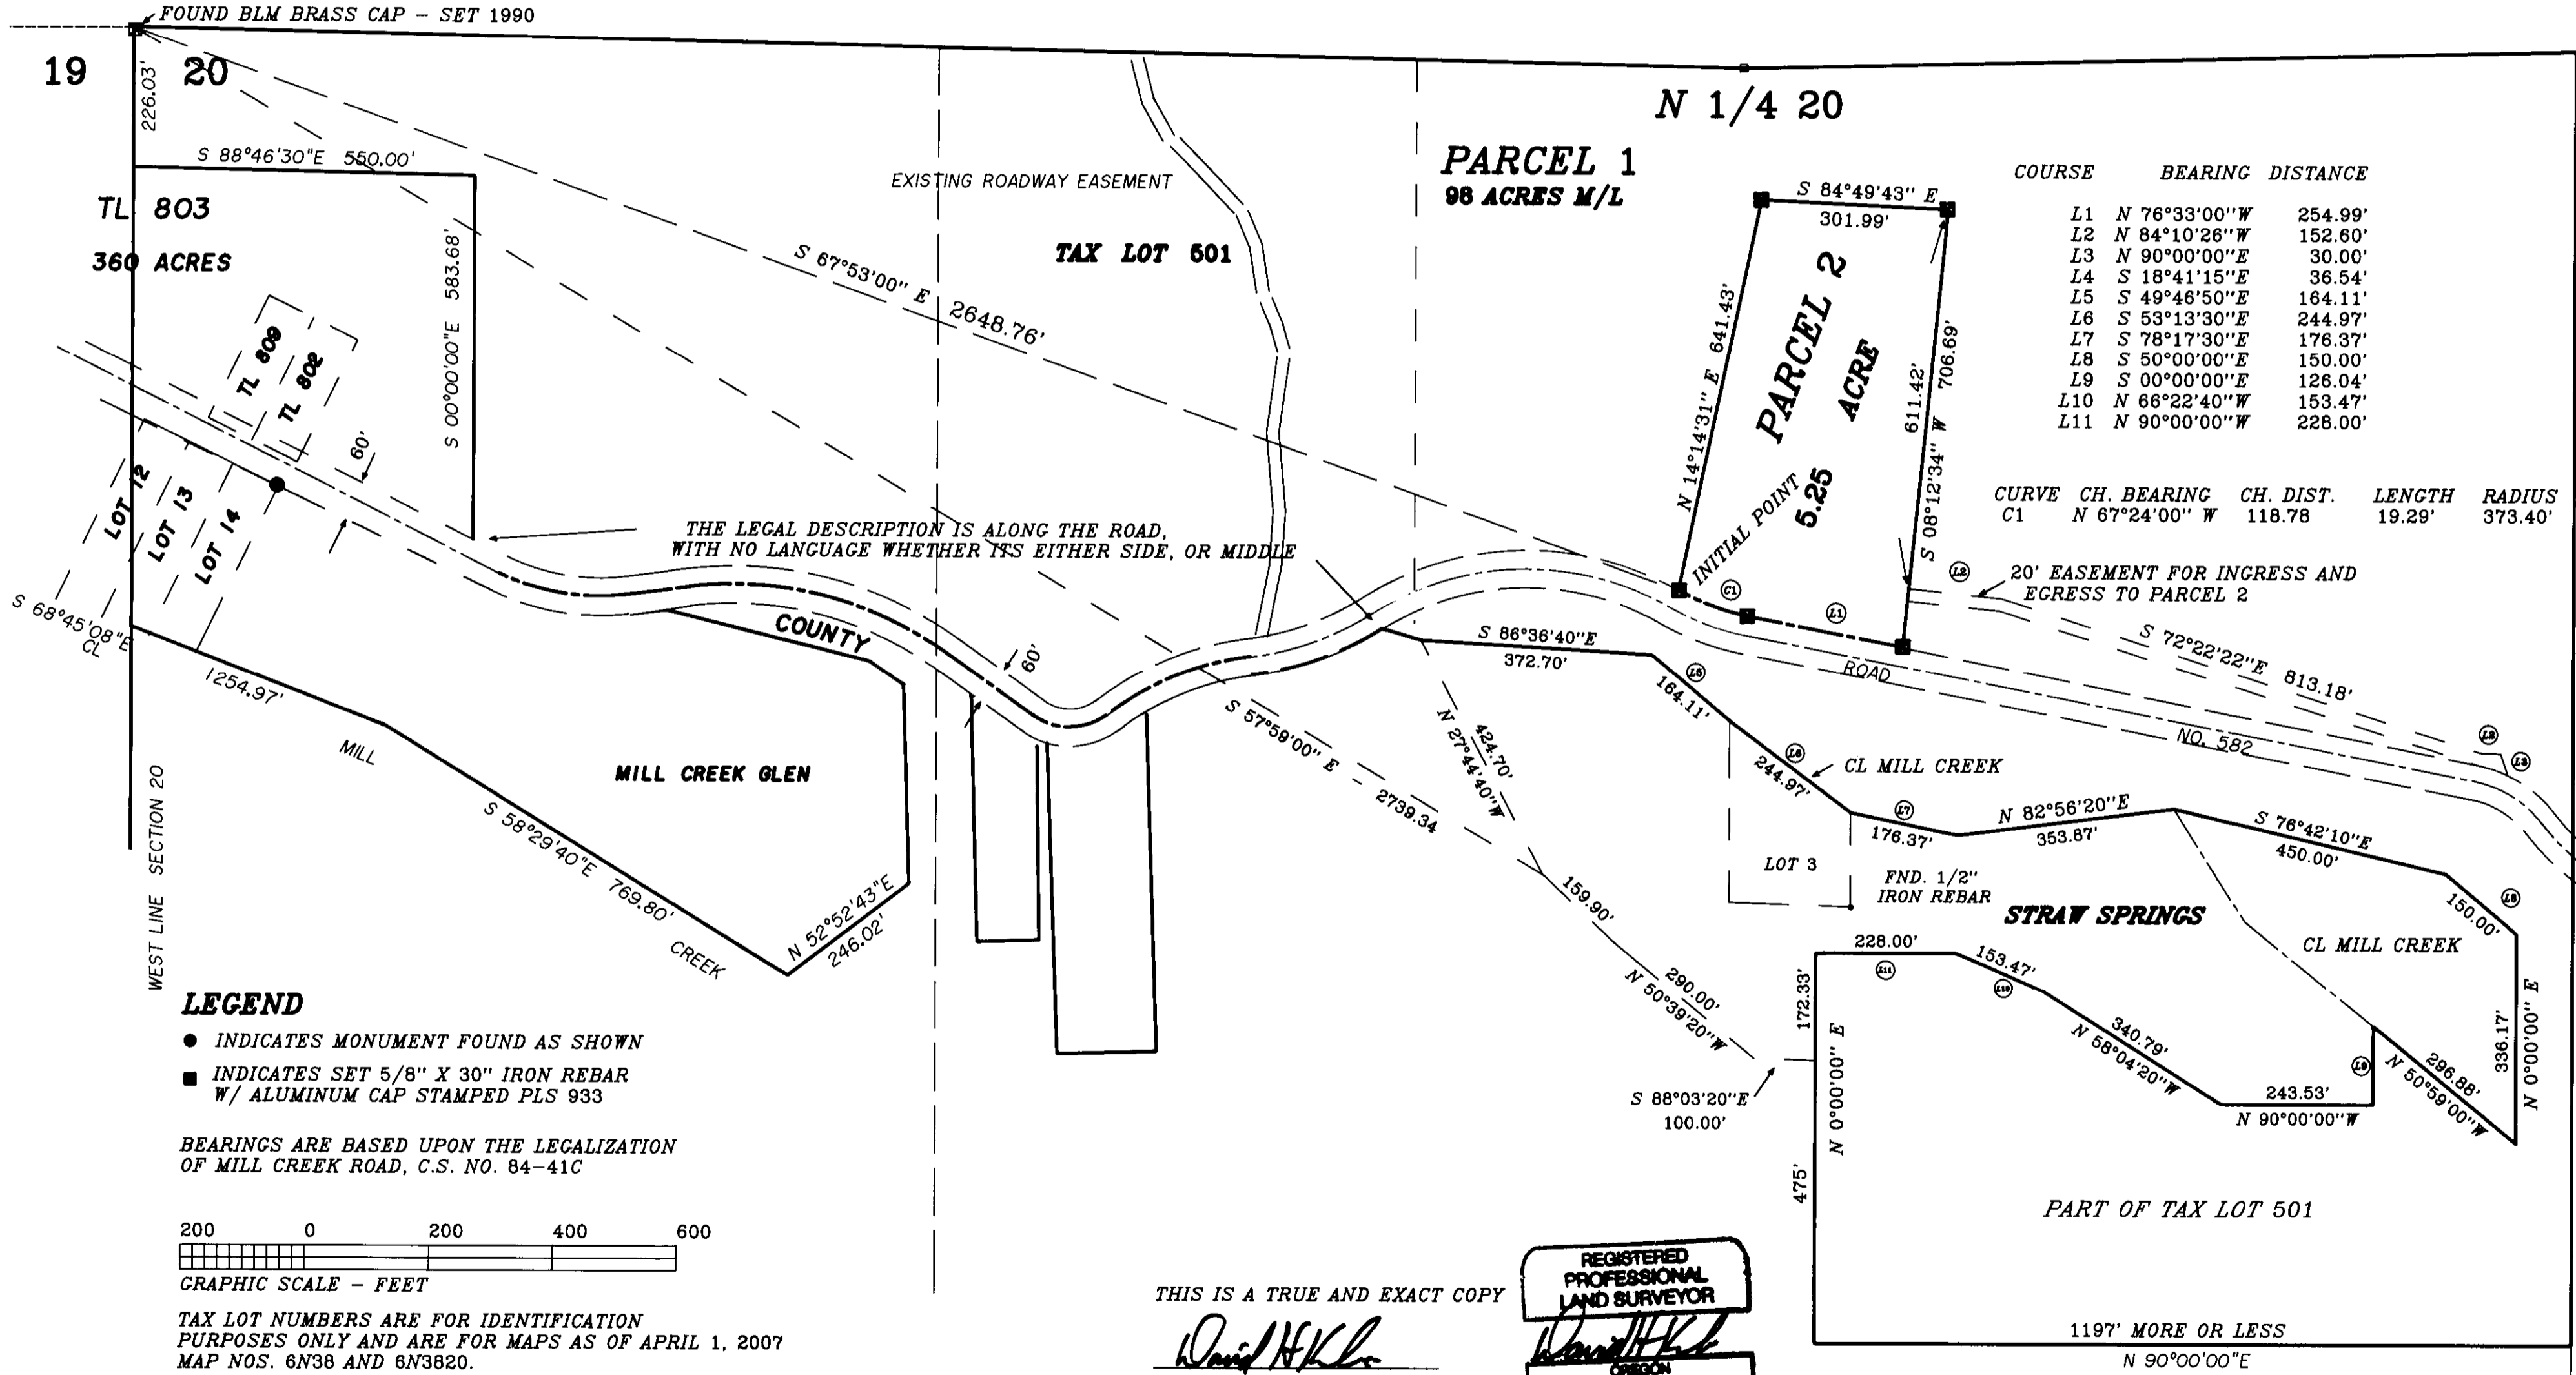 FOUND BLM BRASS CAP – SET 1990
19 20
226.03'
S 88°46'30"E 550.00'
TL 803
360 ACRES
S 00°00'00"E 583.68'
TL 809
TL 802
60'
LOT 12
LOT 13
LOT 14
S 68°45'08"E
CL
1254.97'
MILL
S 58°29'40"E 769.80'
CREEK
N 52°52'43"E
246.02'
MILL CREEK GLEN
WEST LINE SECTION 20
EXISTING ROADWAY EASEMENT
TAX LOT 501
S 67°53'00" E 2648.76'
THE LEGAL DESCRIPTION IS ALONG THE ROAD,
WITH NO LANGUAGE WHETHER ITS EITHER SIDE, OR MIDDLE
COUNTY
60'
S 57°59'00" E 2739.34
N 1/4 20
PARCEL 1
98 ACRES M/L
S 84°49'43" E
301.99'
N 14°14'31" E 641.43'
PARCEL 2
5.25 ACRE
611.42'
S 08°12'34" W 706.69'
INITIAL POINT
C1
L1
L2
COURSE BEARING DISTANCE
L1 N 76°33'00"W 254.99'
L2 N 84°10'26"W 152.60'
L3 N 90°00'00"E 30.00'
L4 S 18°41'15"E 36.54'
L5 S 49°46'50"E 164.11'
L6 S 53°13'30"E 244.97'
L7 S 78°17'30"E 176.37'
L8 S 50°00'00"E 150.00'
L9 S 00°00'00"E 126.04'
L10 N 66°22'40"W 153.47'
L11 N 90°00'00"W 228.00'
CURVE CH. BEARING CH. DIST. LENGTH RADIUS
C1 N 67°24'00" W 118.78 19.29' 373.40'
20' EASEMENT FOR INGRESS AND
EGRESS TO PARCEL 2
S 72°22'22"E 813.18'
ROAD
NO. 582
S 86°36'40"E
372.70'
L5
164.11'
L6
244.97'
CL MILL CREEK
L7
176.37'
N 82°56'20"E
353.87'
S 76°42'10"E
450.00'
150.00'
424.70'
N 27°44'40"W
LOT 3
FND. 1/2"
IRON REBAR
159.90'
290.00'
N 50°39'20"W
S 88°03'20"E
100.00'
STRAW SPRINGS
CL MILL CREEK
228.00'
L11
153.47'
L10
172.33'
N 0°00'00" E
475'
340.79'
N 58°04'20"W
243.53'
N 90°00'00"W
L9
296.88'
N 50°59'00"W
336.17'
N 0°00'00" E
PART OF TAX LOT 501
1197' MORE OR LESS
N 90°00'00"E
LEGEND
INDICATES MONUMENT FOUND AS SHOWN
INDICATES SET 5/8" X 30" IRON REBAR
W/ ALUMINUM CAP STAMPED PLS 933
BEARINGS ARE BASED UPON THE LEGALIZATION
OF MILL CREEK ROAD, C.S. NO. 84–41C
200 0 200 400 600
GRAPHIC SCALE – FEET
TAX LOT NUMBERS ARE FOR IDENTIFICATION
PURPOSES ONLY AND ARE FOR MAPS AS OF APRIL 1, 2007
MAP NOS. 6N38 AND 6N3820.
THIS IS A TRUE AND EXACT COPY
REGISTERED
PROFESSIONAL
LAND SURVEYOR
OREGON